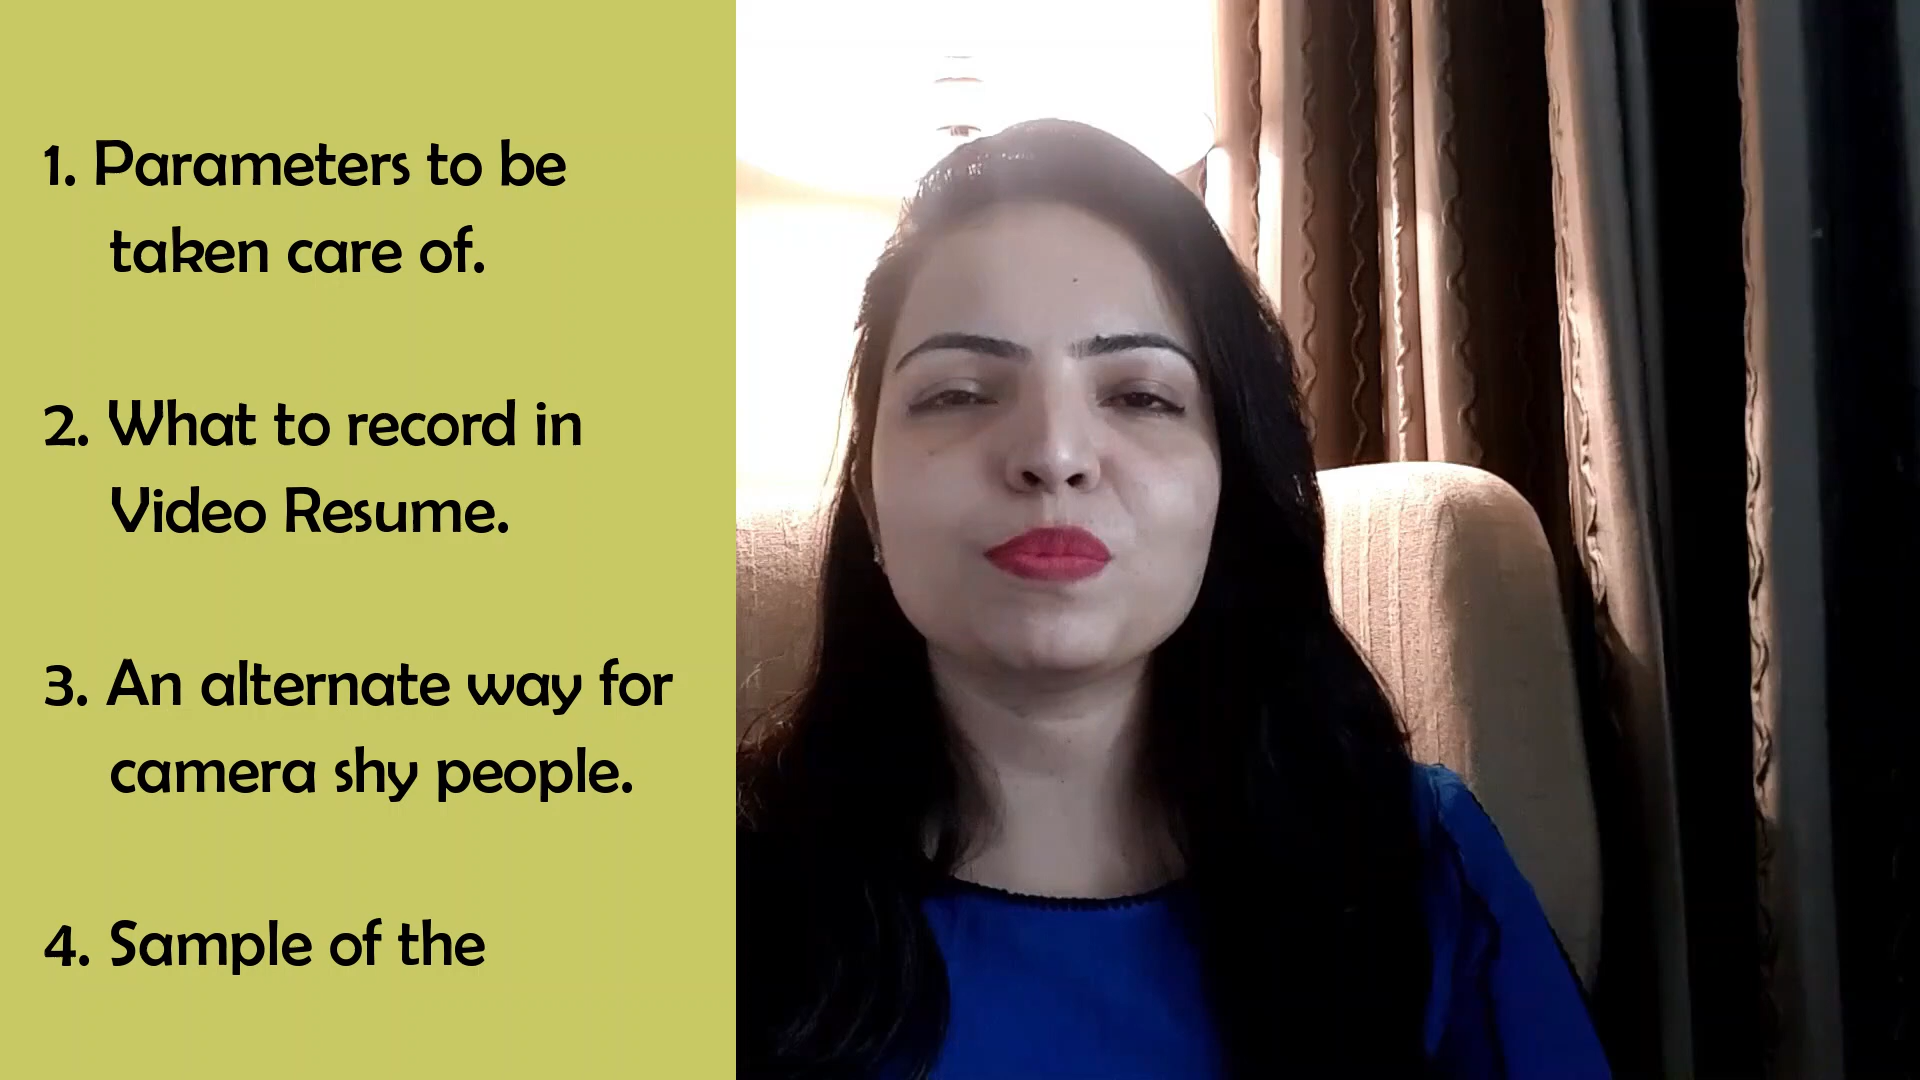 1. Parameters to be
taken care of.
2. What to record in
Video Resume.
3. An alternate way for
camera shy people.
4. Sample of the